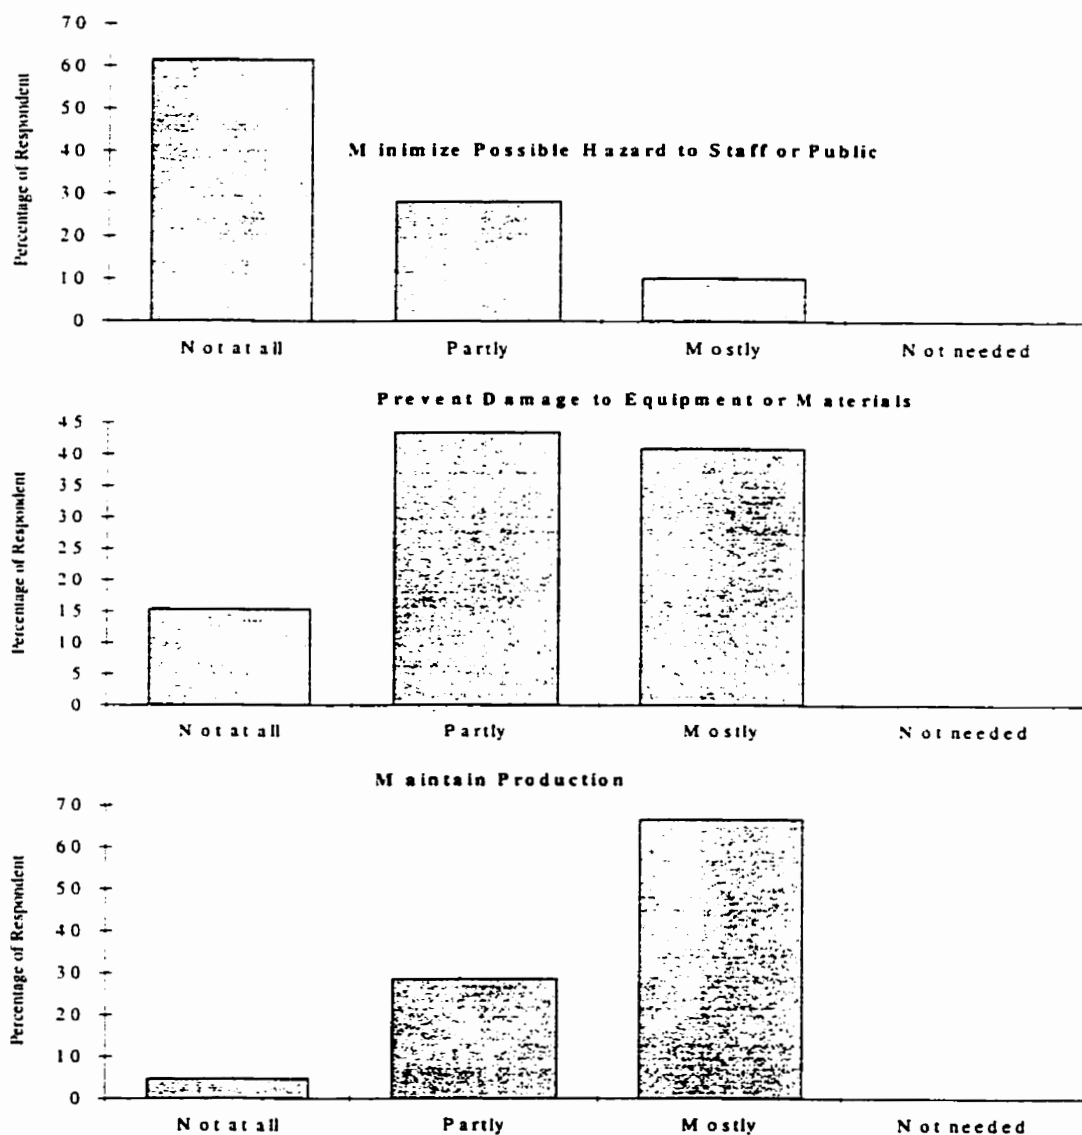 70
60
50
40
30
20
10
0
Percentage of Respondent
Minimize Possible Hazard to Staff or Public
Not at all Partly Mostly Not needed
Prevent Damage to Equipment or Materials
45
40
35
30
25
20
15
10
5
0
Percentage of Respondent
Not at all Partly Mostly Not needed
Maintain Production
70
60
50
40
30
20
10
0
Percentage of Respondent
Not at all Partly Mostly Not needed